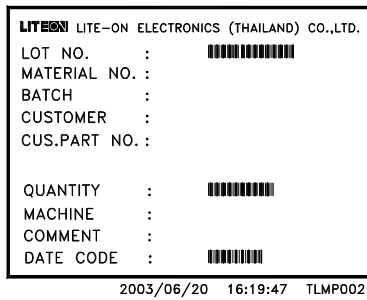 LITEON LITE-ON ELECTRONICS (THAILAND) CO.,LTD.
LOT NO. :
MATERIAL NO. :
BATCH :
CUSTOMER :
CUS.PART NO. :
QUANTITY :
MACHINE :
COMMENT :
DATE CODE :
2003/06/20 16:19:47 TLMP002